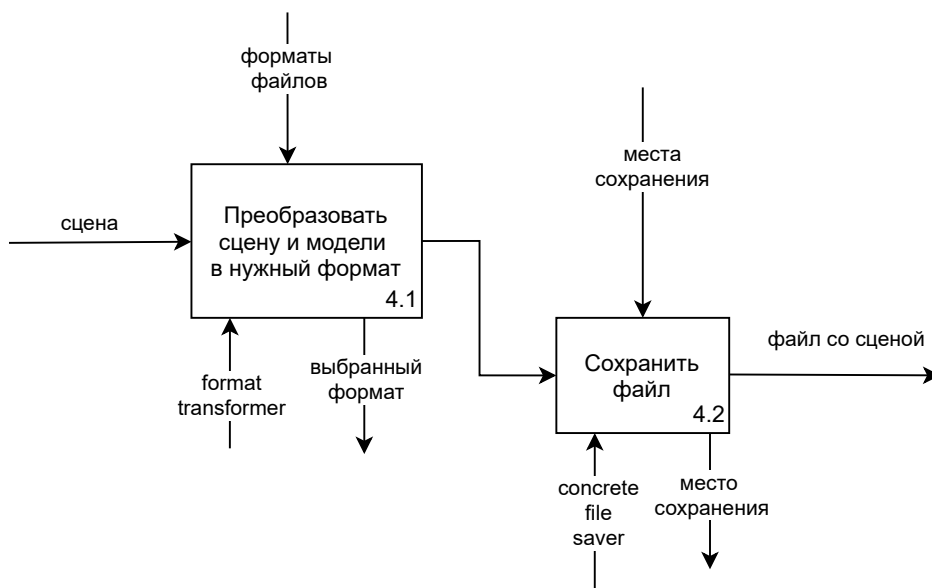 форматы
файлов
места
сохранения
сцена
Преобразовать
сцену и модели
в нужный формат
4.1
format
transformer
выбранный
формат
Сохранить
файл
4.2
файл со сценой
concrete
file
saver
место
сохранения